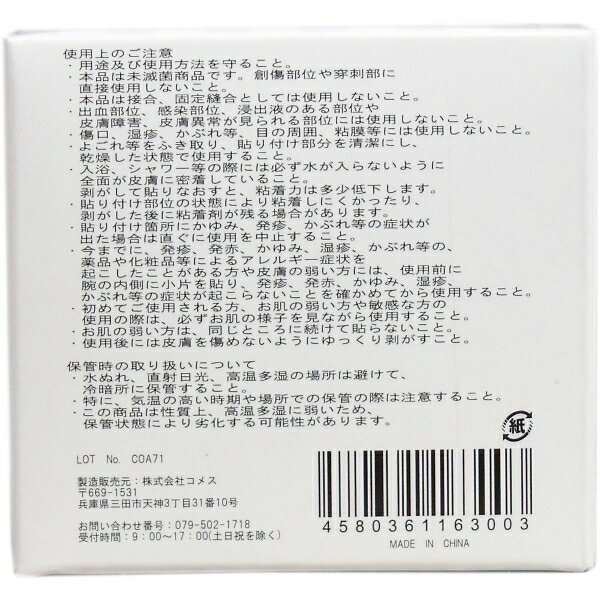 使用上のご注意
・用途及び使用方法を守ること。
・本品は未滅菌商品です。創傷部位や穿刺部に
直接使用しないこと。
・本品は接合、固定縫合としては使用しないこと。
・出血部位、感染部位、浸出液のある部位や
皮膚障害、皮膚異常が見られる部位には使用しないこと。
・傷口、湿疹、かぶれ等、目の周囲、粘膜等には使用しないこと。
・よごれ等をふき取り、貼り付け部分を清潔にし、
乾燥した状態で使用すること。
・入浴、シャワー等の際には必ず水が入らないように
全面が皮膚に密着していること。
剥がして貼りなおすと、粘着力は多少低下します。
・貼り付け部位の状態により粘着しにくかったり、
剥がした後に粘着剤が残る場合があります。
・貼り付け箇所にかゆみ、発疹、かぶれ等の症状が
出た場合は直ぐに使用を中止すること。
・今までに、発疹、発赤、かゆみ、湿疹、かぶれ等の、
薬品や化粧品等によるアレルギー症状を
起こしたことがある方や皮膚の弱い方には、使用前に
腕の内側に小片を貼り、発疹、発赤、かゆみ、湿疹、
かぶれ等の症状が起こらないことを確かめてから使用すること。
・初めてご使用される方、お肌の弱い方や敏感な方の
使用の際は、必ずお肌の様子を見ながら使用すること。
・お肌の弱い方は、同じところに続けて貼らないこと。
・使用後には皮膚を傷めないようにゆっくり剥がすこと。
保管時の取り扱いについて
・水ぬれ、直射日光、高温多湿の場所は避けて、
冷暗所に保管すること。
・特に、気温の高い時期や場所での保管の際は注意すること。
・この商品は性質上、高温多湿に弱いため、
保管状態により劣化する可能性があります。
紙
LOT No. COA71
製造販売元：株式会社コメス
〒669-1531
兵庫県三田市天神3丁目31番10号
お問い合わせ番号：079-502-1718
受付時間：9：00〜17：00(土日祝を除く)
4580361163003
MADE IN CHINA